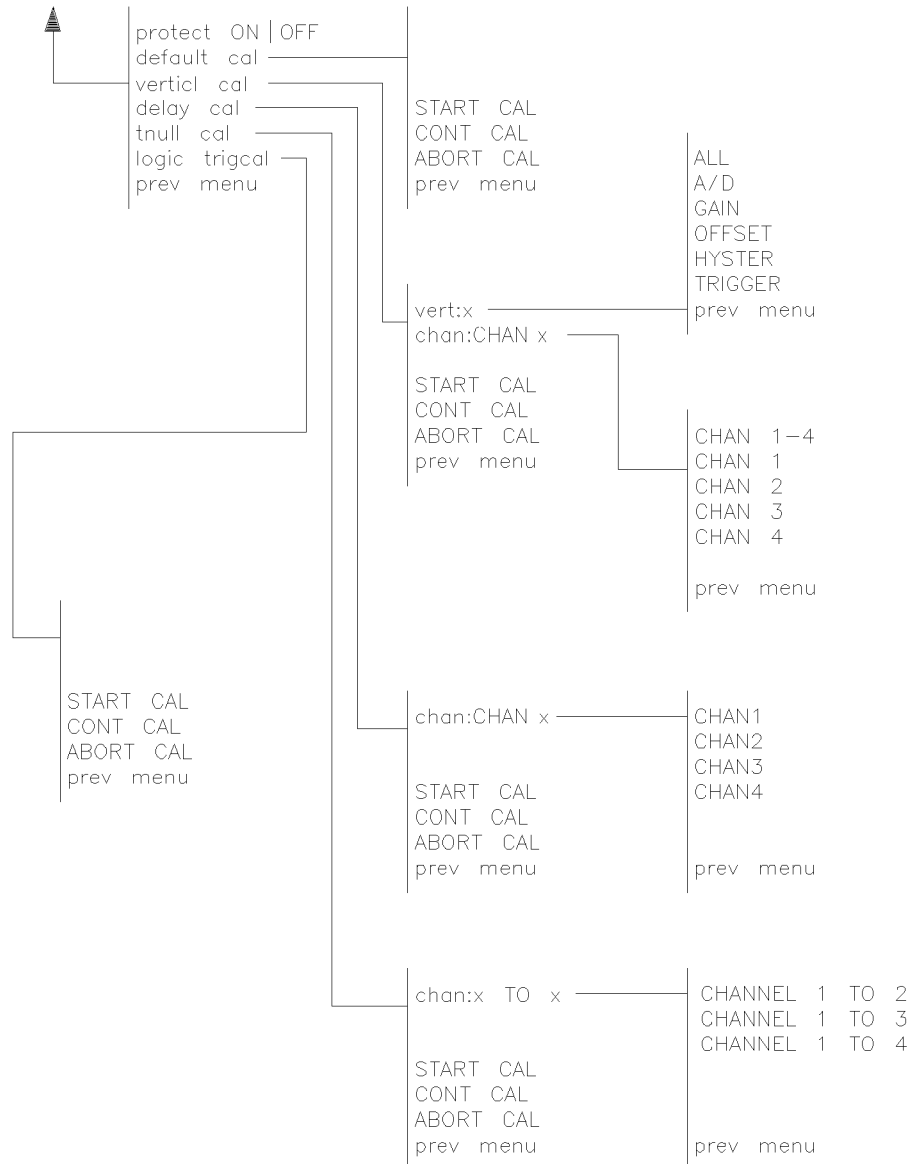 protect ON | OFF
default cal
verticl cal
delay cal
tnull cal
logic trigcal
prev menu
START CAL
CONT CAL
ABORT CAL
prev menu
ALL
A/D
GAIN
OFFSET
HYSTER
TRIGGER
prev menu
vert:x
chan:CHAN x
START CAL
CONT CAL
ABORT CAL
prev menu
CHAN 1-4
CHAN 1
CHAN 2
CHAN 3
CHAN 4
prev menu
START CAL
CONT CAL
ABORT CAL
prev menu
chan:CHAN x
START CAL
CONT CAL
ABORT CAL
prev menu
CHAN1
CHAN2
CHAN3
CHAN4
prev menu
chan:x TO x
START CAL
CONT CAL
ABORT CAL
prev menu
CHANNEL 1 TO 2
CHANNEL 1 TO 3
CHANNEL 1 TO 4
prev menu